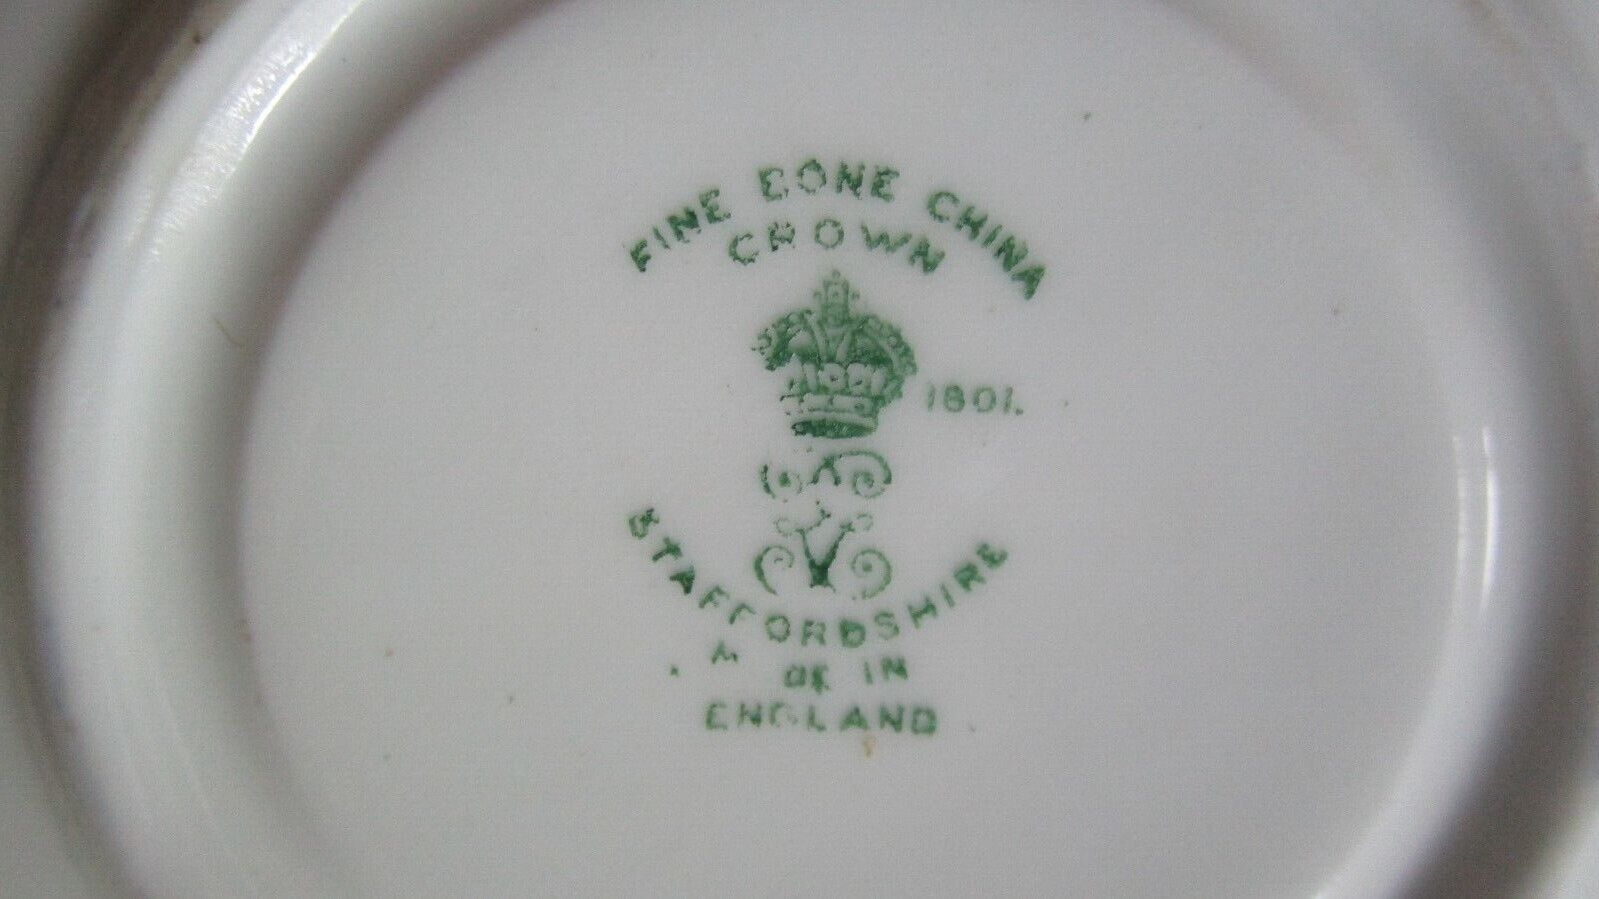 FINE BONE CHINA
CROWN
1801.
STAFFORDSHIRE
IN
ENGLAND